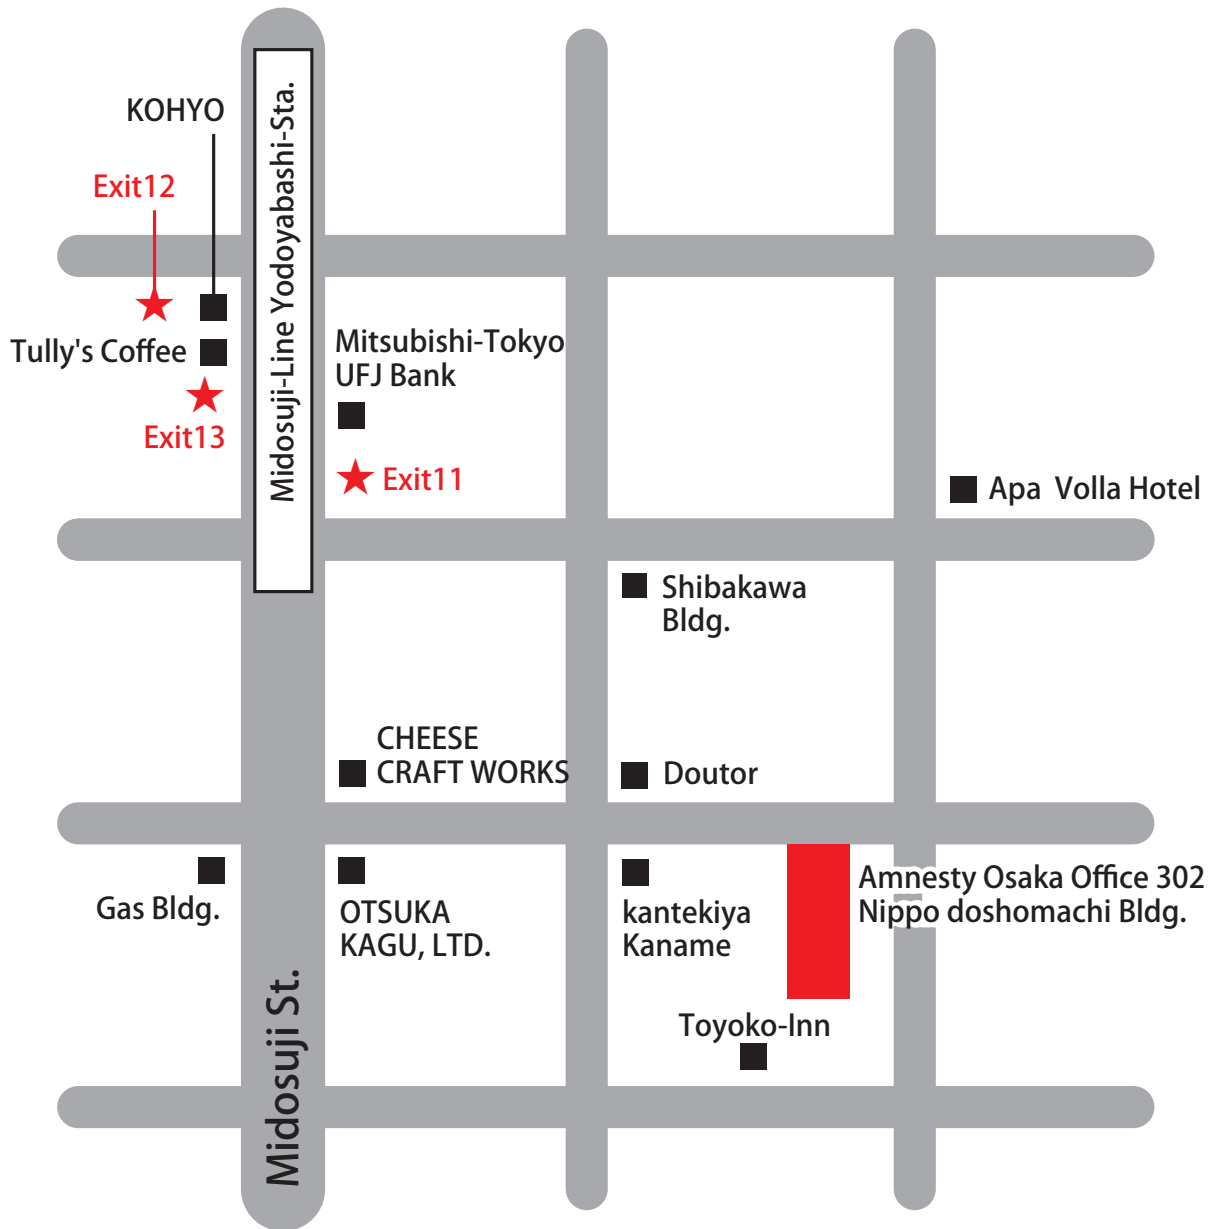 KOHYO
Exit12
Midosuji-Line Yodoyabashi-Sta.
Tully's Coffee
Exit13
Mitsubishi-Tokyo
UFJ Bank
Exit11
Apa Volla Hotel
Shibakawa
Bldg.
CHEESE
CRAFT WORKS
Doutor
Gas Bldg.
OTSUKA
KAGU, LTD.
kantekiya
Kaname
Amnesty Osaka Office 302
Nippo doshomachi Bldg.
Toyoko-Inn
Midosuji St.